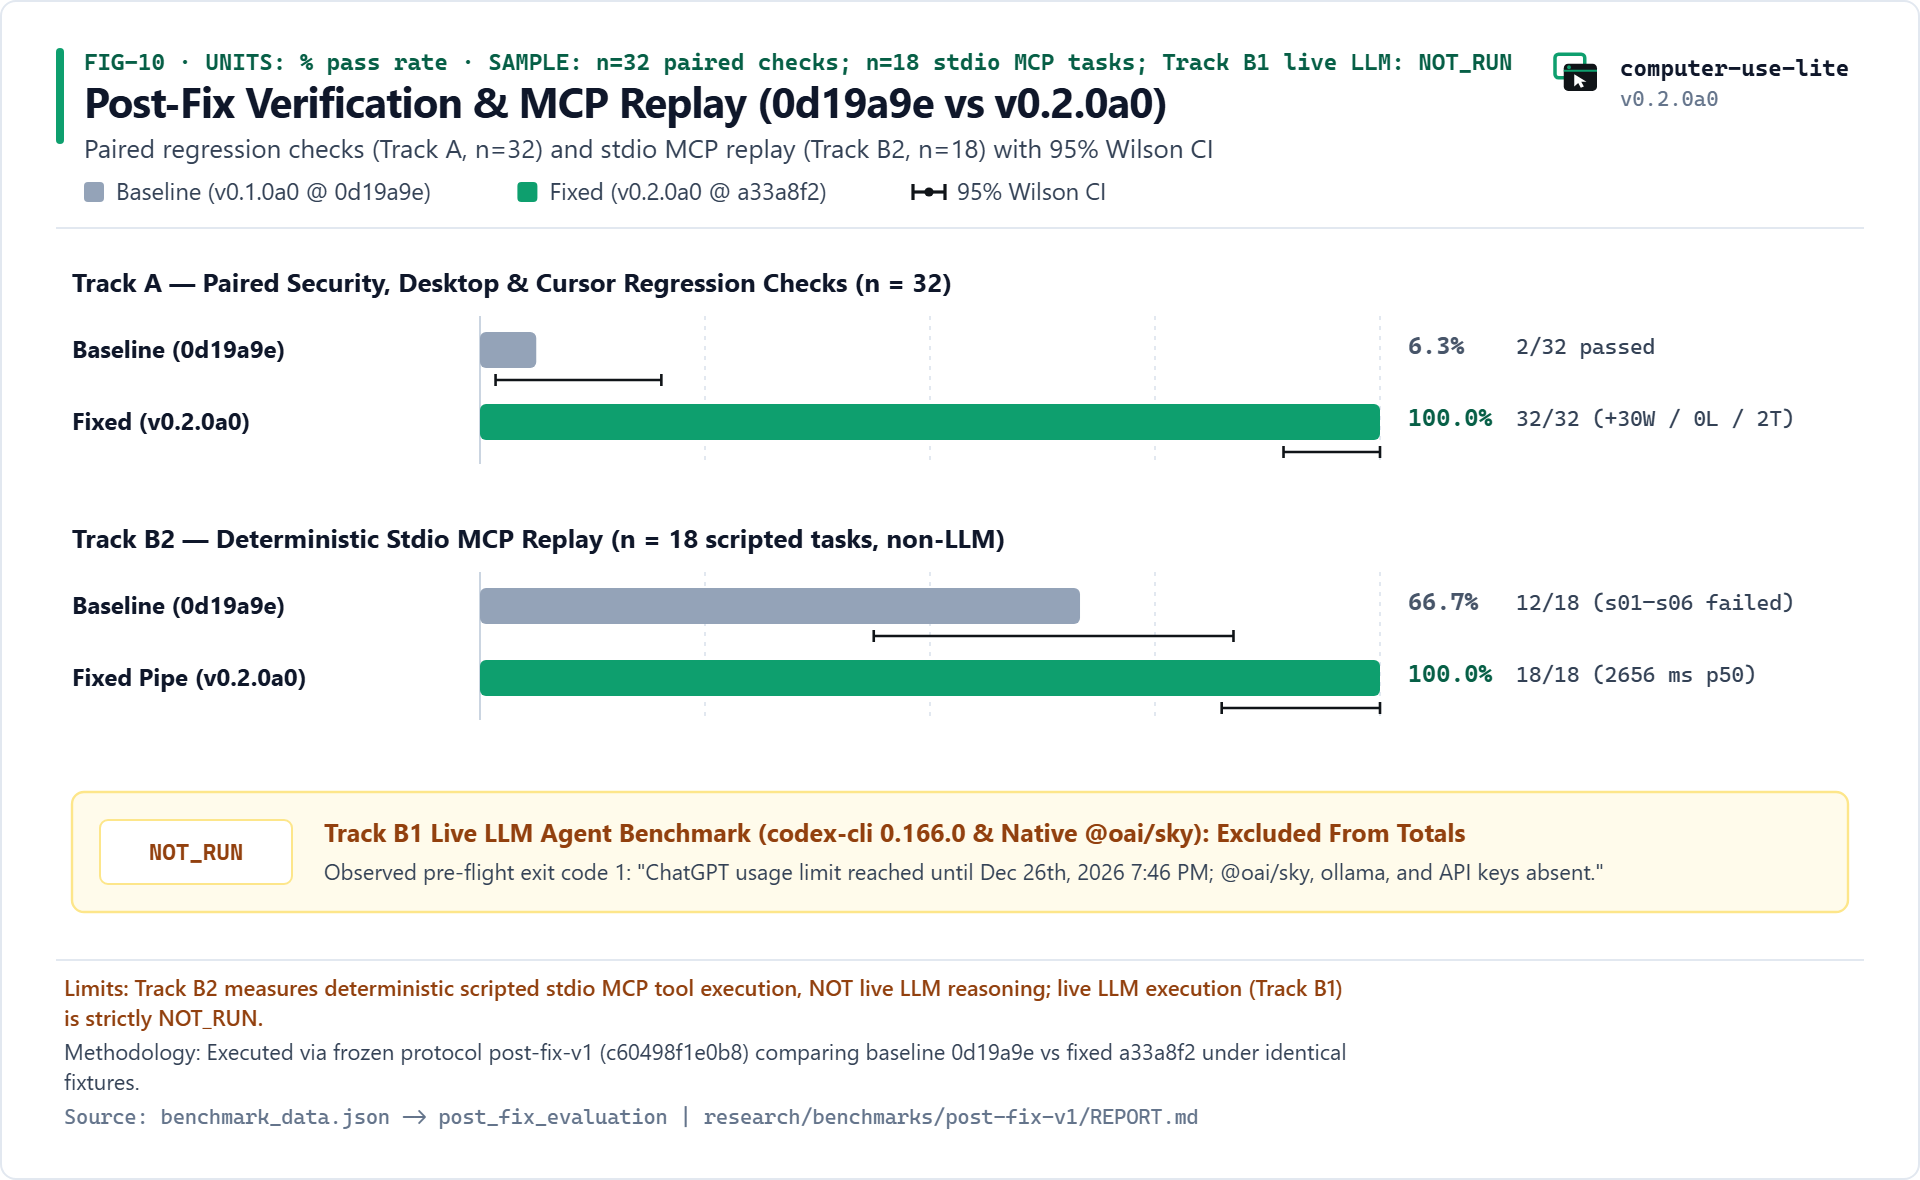 FIG-10 · UNITS: % pass rate · SAMPLE: n=32 paired checks; n=18 stdio MCP tasks; Track B1 live LLM: NOT_RUN
computer-use-lite
v0.2.0a0
Post-Fix Verification & MCP Replay (0d19a9e vs v0.2.0a0)
Paired regression checks (Track A, n=32) and stdio MCP replay (Track B2, n=18) with 95% Wilson CI
Baseline (v0.1.0a0 @ 0d19a9e)
Fixed (v0.2.0a0 @ a33a8f2)
95% Wilson CI
Track A — Paired Security, Desktop & Cursor Regression Checks (n = 32)
Baseline (0d19a9e)
6.3%
2/32 passed
Fixed (v0.2.0a0)
100.0%
32/32 (+30W / 0L / 2T)
Track B2 — Deterministic Stdio MCP Replay (n = 18 scripted tasks, non-LLM)
Baseline (0d19a9e)
66.7%
12/18 (s01-s06 failed)
Fixed Pipe (v0.2.0a0)
100.0%
18/18 (2656 ms p50)
NOT_RUN
Track B1 Live LLM Agent Benchmark (codex-cli 0.166.0 & Native @oai/sky): Excluded From Totals
Observed pre-flight exit code 1: "ChatGPT usage limit reached until Dec 26th, 2026 7:46 PM; @oai/sky, ollama, and API keys absent."
Limits: Track B2 measures deterministic scripted stdio MCP tool execution, NOT live LLM reasoning; live LLM execution (Track B1)
is strictly NOT_RUN.
Methodology: Executed via frozen protocol post-fix-v1 (c60498f1e0b8) comparing baseline 0d19a9e vs fixed a33a8f2 under identical
fixtures.
Source: benchmark_data.json → post_fix_evaluation | research/benchmarks/post-fix-v1/REPORT.md